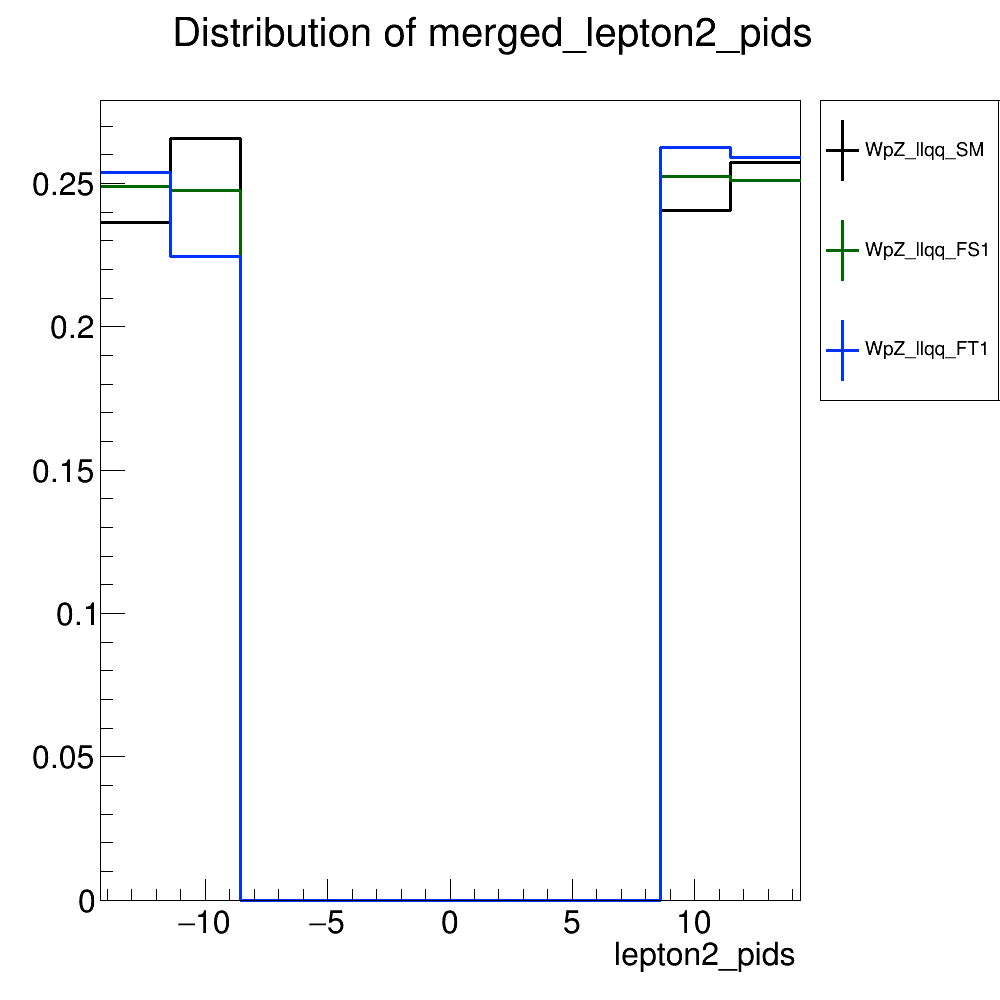 Distribution of merged_lepton2_pids
WpZ_llqq_SM
WpZ_llqq_FS1
WpZ_llqq_FT1
0.25
0.2
0.15
0.1
0.05
0
−10 −5 0 5 10
lepton2_pids